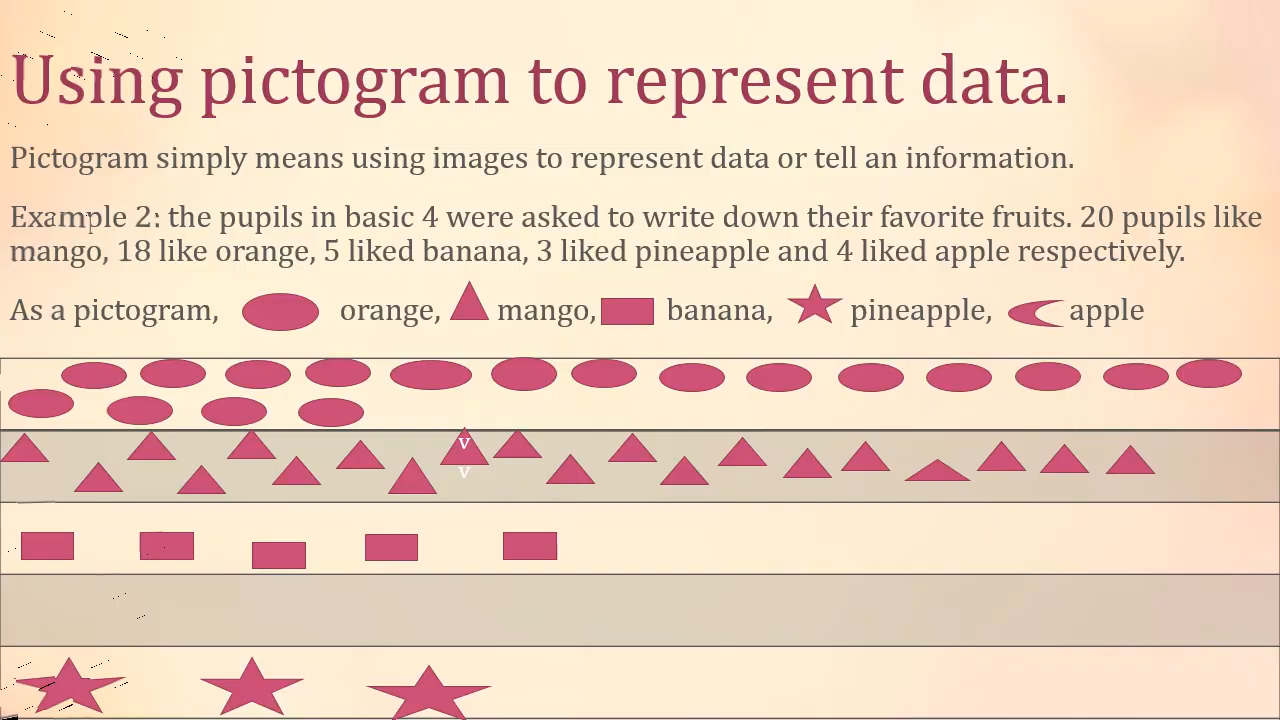 Using pictogram to represent data.
Pictogram simply means using images to represent data or tell an information.
Example 2: the pupils in basic 4 were asked to write down their favorite fruits. 20 pupils like
mango, 18 like orange, 5 liked banana, 3 liked pineapple and 4 liked apple respectively.
As a pictogram, orange, mango, banana, pineapple, apple
v
v